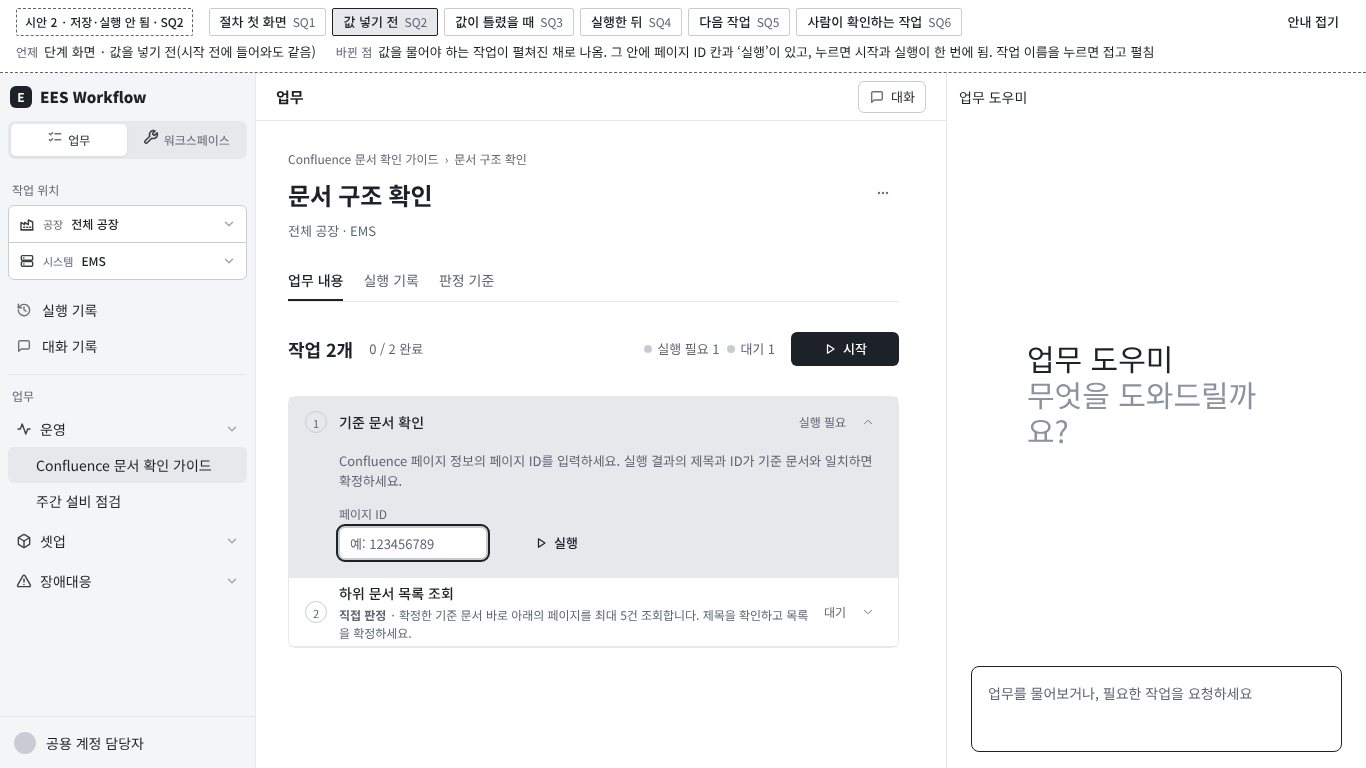 시안 2 · 저장·실행 안 됨 · SQ2
절차 첫 화면 SQ1
값 넣기 전 SQ2
값이 틀렸을 때 SQ3
실행한 뒤 SQ4
다음 작업 SQ5
사람이 확인하는 작업 SQ6
안내 접기
언제 단계 화면 · 값을 넣기 전(시작 전에 들어와도 같음)
바뀐 점 값을 물어야 하는 작업이 펼쳐진 채로 나옴. 그 안에 페이지 ID 칸과 ‘실행’이 있고, 누르면 시작과 실행이 한 번에 됨. 작업 이름을 누르면 접고 펼침
E EES Workflow
업무
워크스페이스
작업 위치
공장 전체 공장
시스템 EMS
실행 기록
대화 기록
업무
운영
Confluence 문서 확인 가이드
주간 설비 점검
셋업
장애대응
공용 계정 담당자
업무
대화
Confluence 문서 확인 가이드 › 문서 구조 확인
문서 구조 확인
···
전체 공장 · EMS
업무 내용
실행 기록
판정 기준
작업 2개
0 / 2 완료
실행 필요 1
대기 1
시작
1
기준 문서 확인
실행 필요
Confluence 페이지 정보의 페이지 ID를 입력하세요. 실행 결과의 제목과 ID가 기준 문서와 일치하면
확정하세요.
페이지 ID
예: 123456789
실행
2
하위 문서 목록 조회
직접 판정 · 확정한 기준 문서 바로 아래의 페이지를 최대 5건 조회합니다. 제목을 확인하고 목록
을 확정하세요.
대기
업무 도우미
업무 도우미
무엇을 도와드릴까
요?
업무를 물어보거나, 필요한 작업을 요청하세요